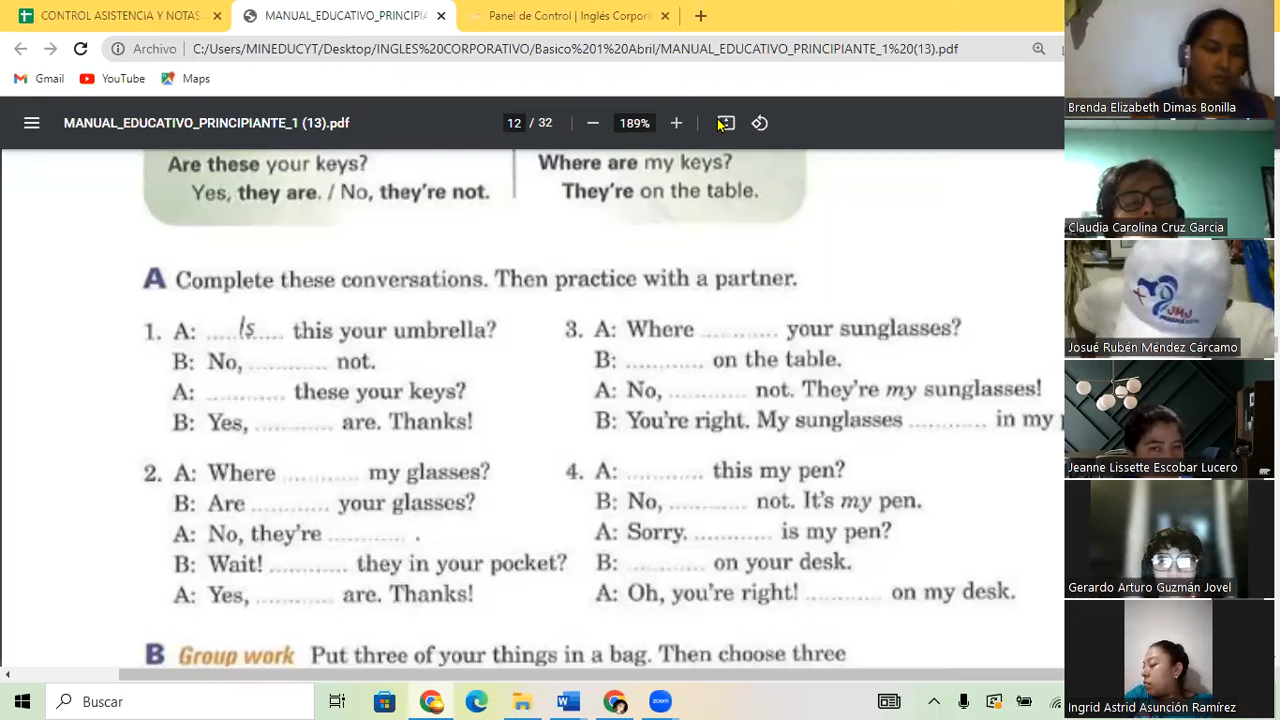 CONTROL ASISTENCIA Y NOTAS
MANUAL_EDUCATIVO_PRINCIPIA
Panel de Control | Inglés Corpora
Archivo C:/Users/MINEDUCYT/Desktop/INGLES%20CORPORATIVO/Basico%201%20Abril/MANUAL_EDUCATIVO_PRINCIPIANTE_1%20(13).pdf
Gmail YouTube Maps
MANUAL_EDUCATIVO_PRINCIPIANTE_1 (13).pdf 12 / 32 189%
Are these your keys?
Yes, they are. / No, they're not.
Where are my keys?
They're on the table.
A Complete these conversations. Then practice with a partner.
1. A: .....Is..... this your umbrella?
B: No, ............ not.
A: ............ these your keys?
B: Yes, ............ are. Thanks!
2. A: Where ............ my glasses?
B: Are ............ your glasses?
A: No, they're ............ .
B: Wait! ............ they in your pocket?
A: Yes, ............ are. Thanks!
3. A: Where ............ your sunglasses?
B: ............ on the table.
A: No, ............ not. They're my sunglasses!
B: You're right. My sunglasses ............ in my
4. A: ............ this my pen?
B: No, ............ not. It's my pen.
A: Sorry. ............ is my pen?
B: ............ on your desk.
A: Oh, you're right! ............ on my desk.
B Group work Put three of your things in a bag. Then choose three
Buscar
zoom
Brenda Elizabeth Dimas Bonilla
Claudia Carolina Cruz Garcia
JMJ
Josué Rubén Méndez Cárcamo
Jeanne Lissette Escobar Lucero
Gerardo Arturo Guzmán Jovel
Ingrid Astrid Asunción Ramírez